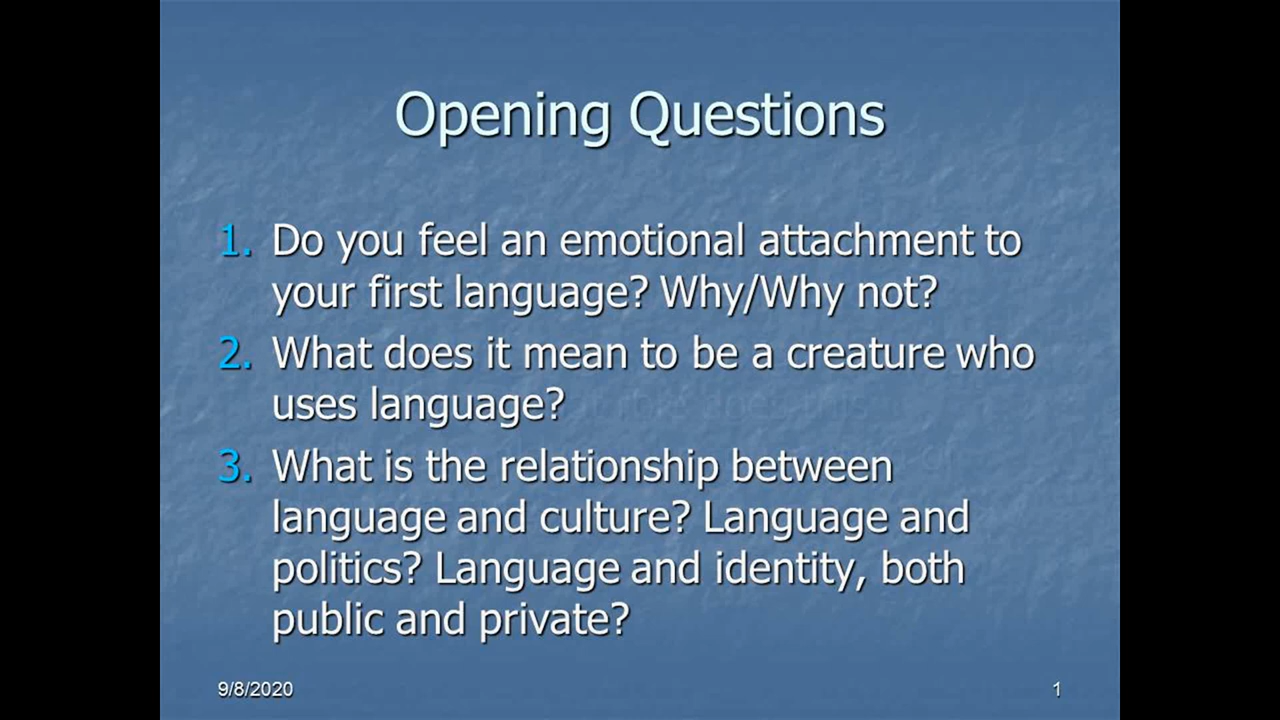 Opening Questions
1. Do you feel an emotional attachment to
your first language? Why/Why not?
2. What does it mean to be a creature who
uses language?
3. What is the relationship between
language and culture? Language and
politics? Language and identity, both
public and private?
9/8/2020
1